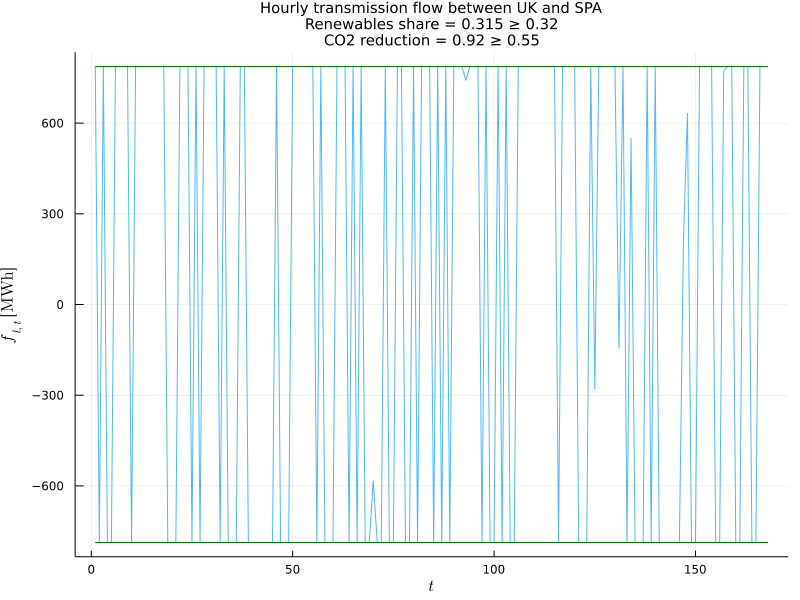 Hourly transmission flow between UK and SPA
Renewables share = 0.315 ≥ 0.32
CO2 reduction = 0.92 ≥ 0.55
600
300
0
−300
−600
f_{l,t} [MWh]
0
50
100
150
t